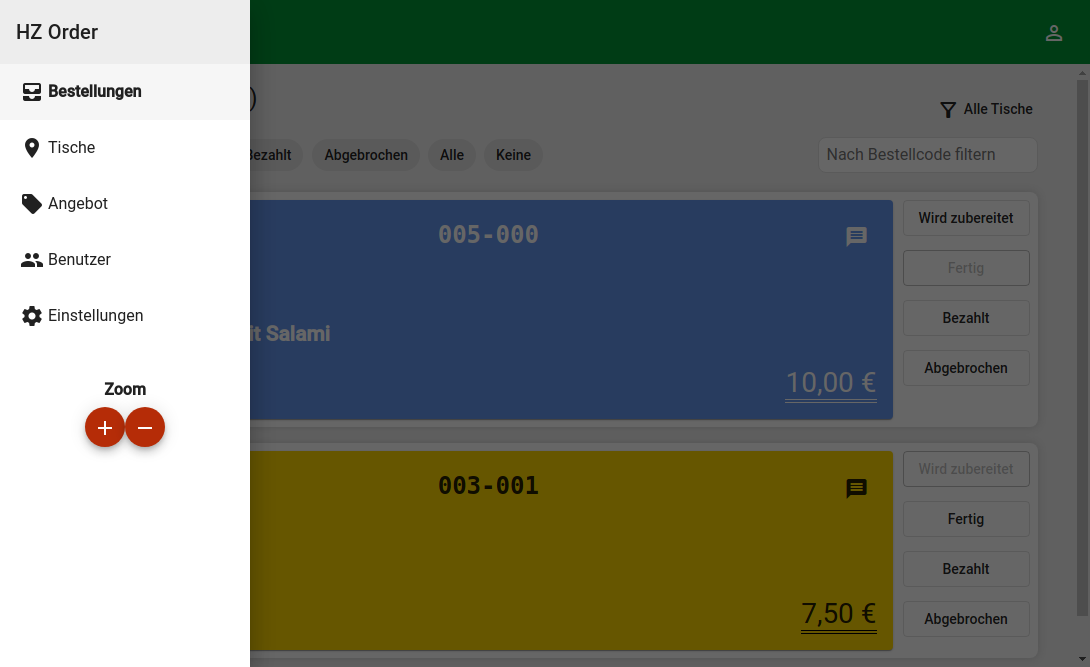 HZ Order
Bestellungen
Tische
Angebot
Benutzer
Einstellungen
Zoom
)
Alle Tische
Bezahlt Abgebrochen Alle Keine
Nach Bestellcode filtern
005-000
it Salami
10,00 €
Wird zubereitet
Fertig
Bezahlt
Abgebrochen
003-001
7,50 €
Wird zubereitet
Fertig
Bezahlt
Abgebrochen